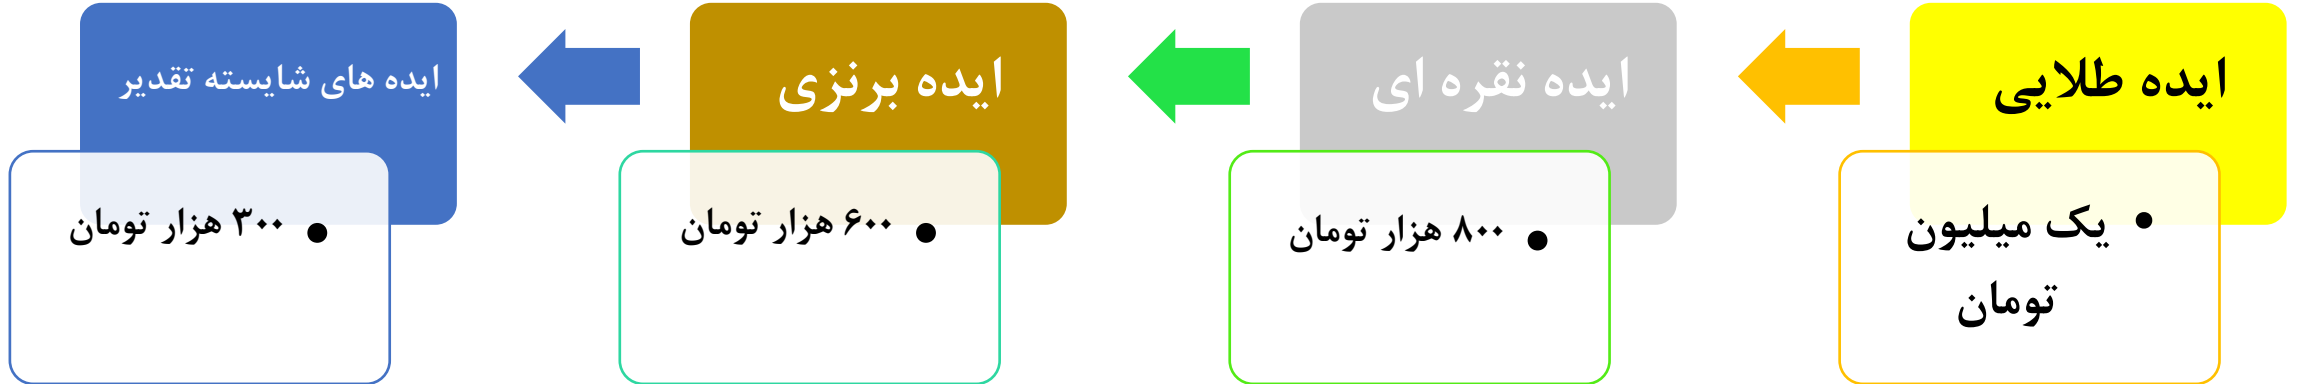 ایده طلایی
• یک میلیون
تومان
ایده نقره ای
• ۸۰۰ هزار تومان
ایده برنزی
• ۶۰۰ هزار تومان
ایده های شایسته تقدیر
• ۳۰۰ هزار تومان